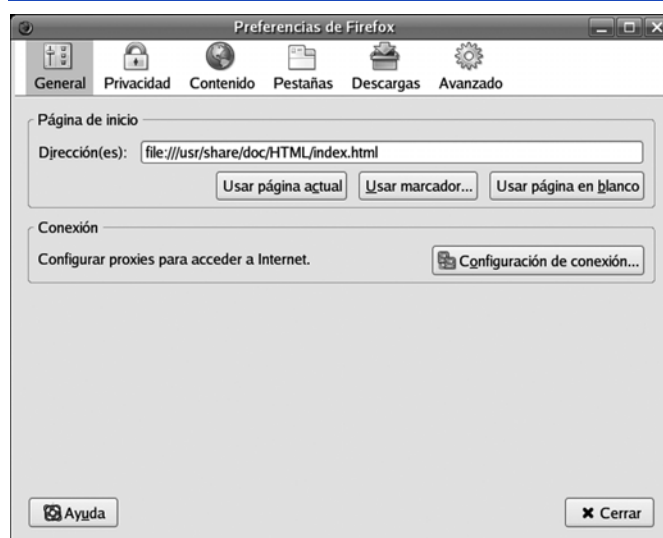 Preferencias de Firefox
General Privacidad Contenido Pestañas Descargas Avanzado
Página de inicio
Dirección(es): file:///usr/share/doc/HTML/index.html
Usar página actual Usar marcador... Usar página en blanco
Conexión
Configurar proxies para acceder a Internet. Configuración de conexión...
Ayuda Cerrar